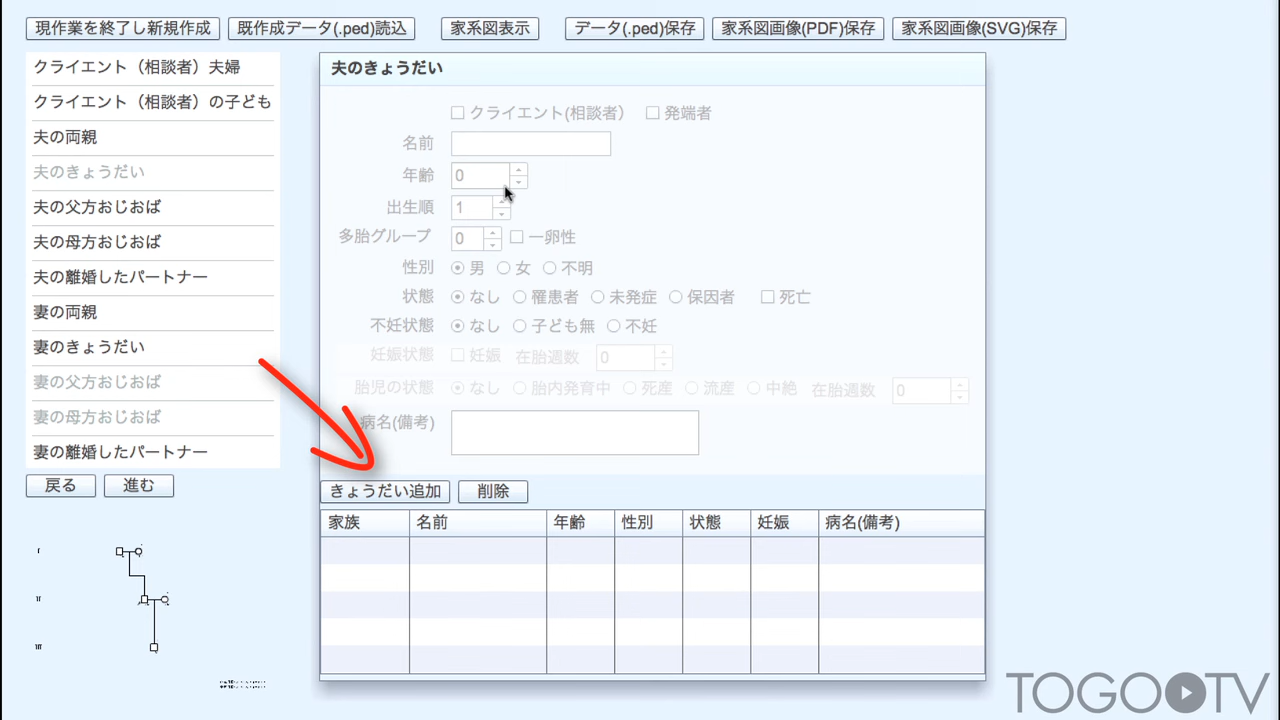 現作業を終了し新規作成 既作成データ(.ped)読込 家系図表示 データ(.ped)保存 家系図画像(PDF)保存 家系図画像(SVG)保存
クライエント（相談者）夫婦
クライエント（相談者）の子ども
夫の両親
夫のきょうだい
夫の父方おじおば
夫の母方おじおば
夫の離婚したパートナー
妻の両親
妻のきょうだい
妻の父方おじおば
妻の母方おじおば
妻の離婚したパートナー
戻る 進む
I
II
III
夫のきょうだい
クライエント(相談者） 発端者
名前
年齢 0
出生順 1
多胎グループ 0 一卵性
性別 男 女 不明
状態 なし 罹患者 未発症 保因者 死亡
不妊状態 なし 子ども無 不妊
妊娠状態 妊娠 在胎週数 0
胎児の状態 なし 胎内発育中 死産 流産 中絶 在胎週数 0
病名(備考)
きょうだい追加 削除
家族 名前 年齢 性別 状態 妊娠 病名(備考)
TOGO TV